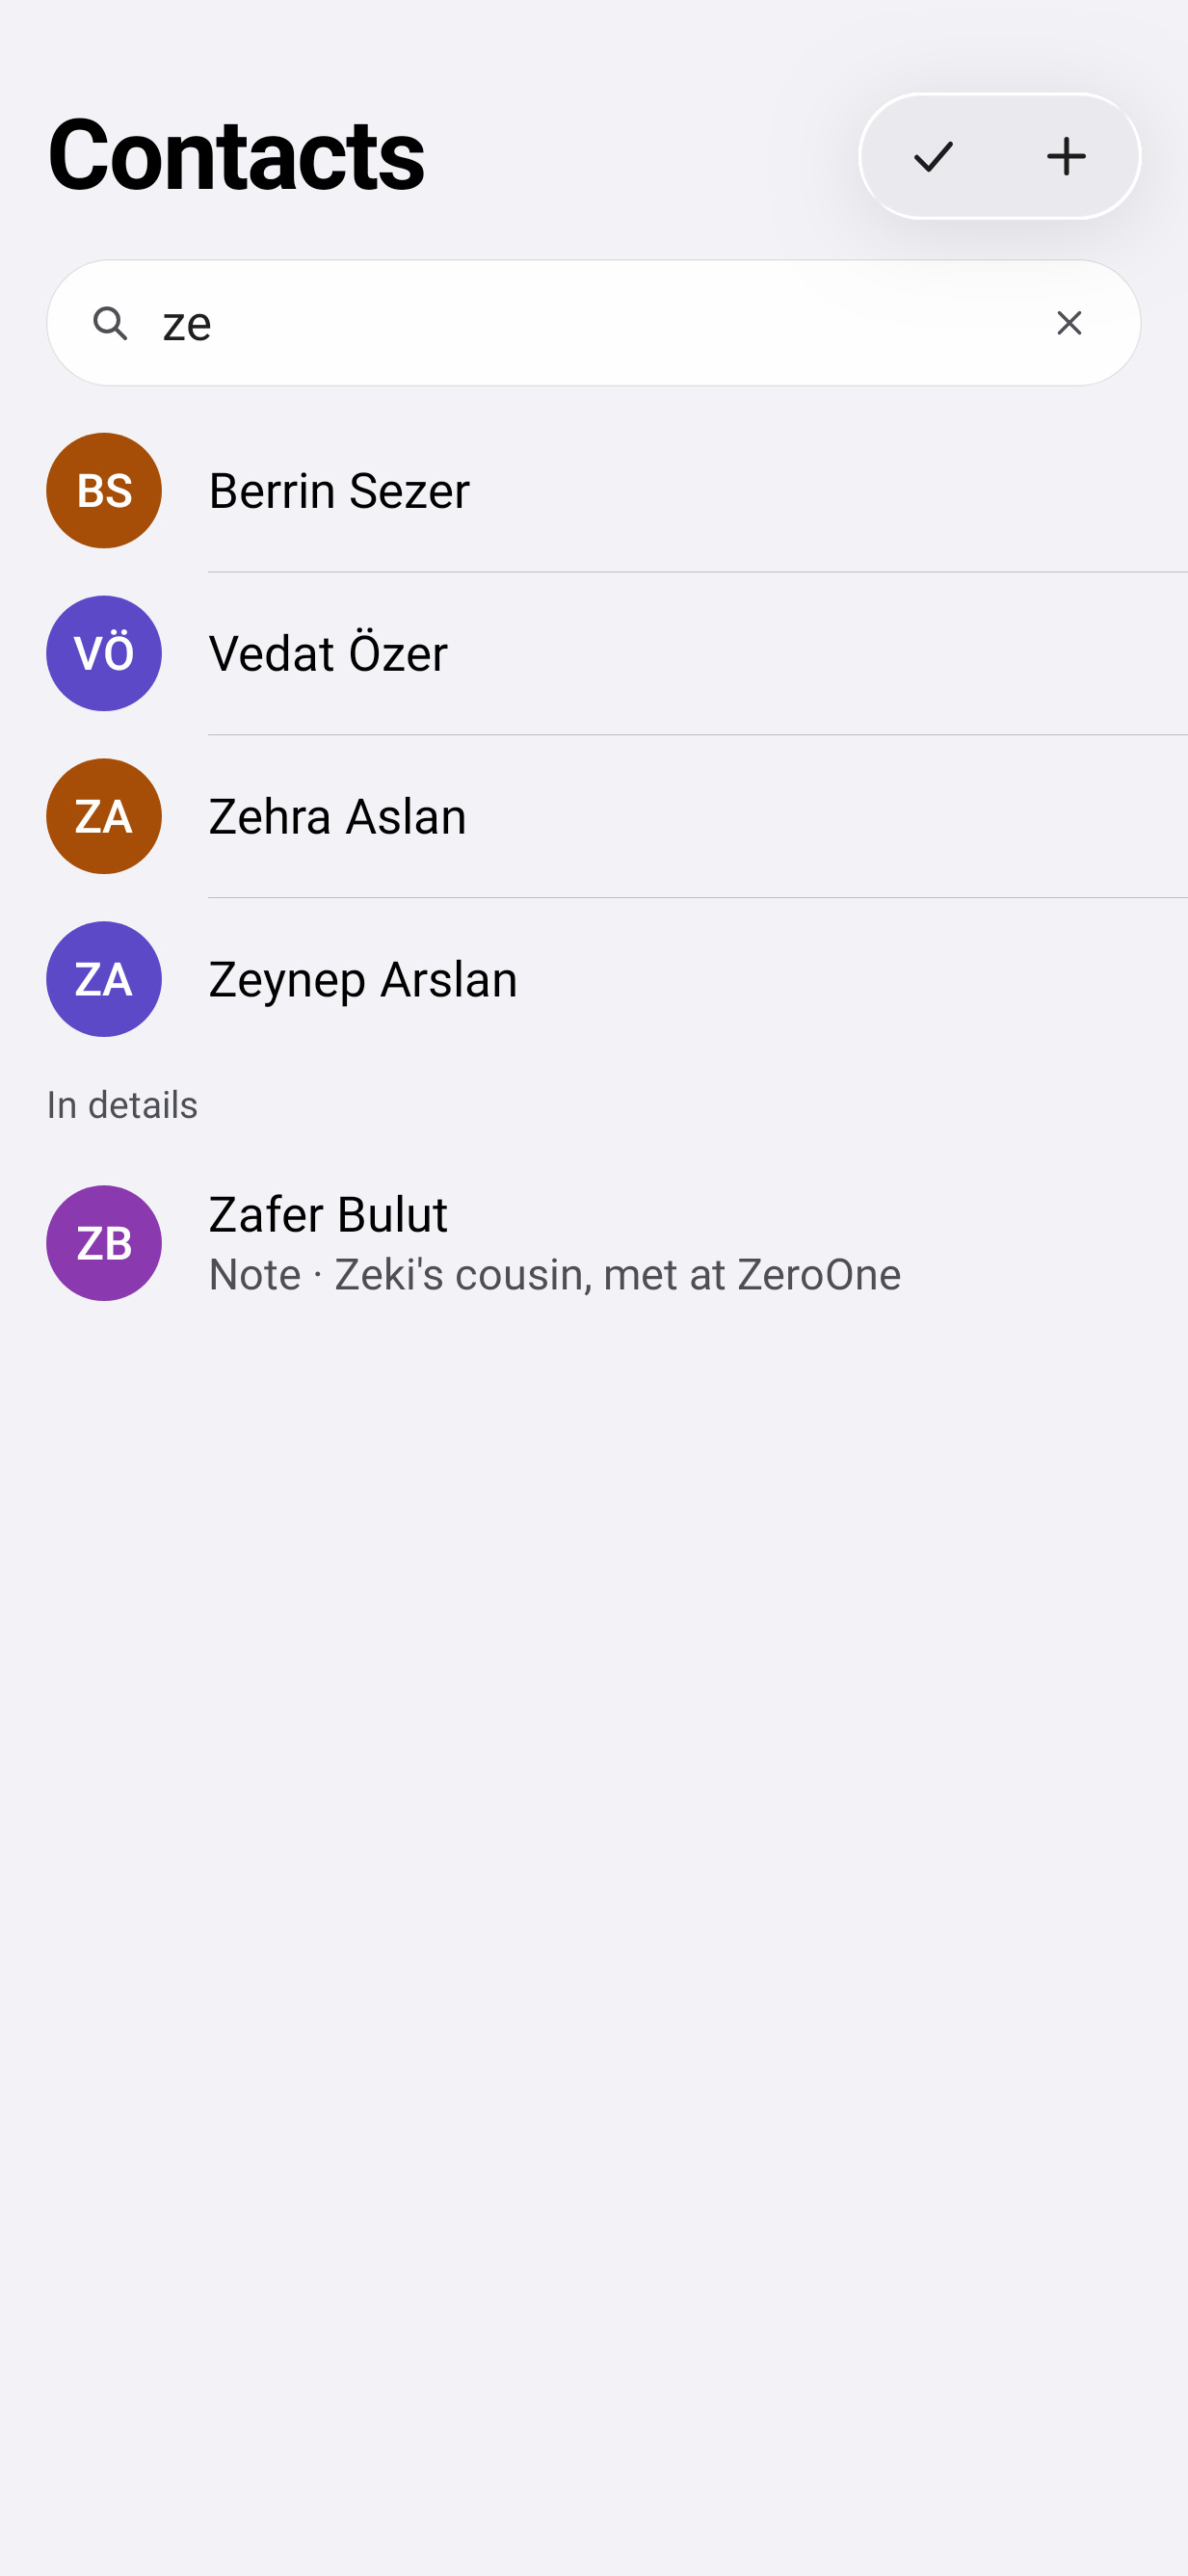 Contacts
ze
BS
Berrin Sezer
VÖ
Vedat Özer
ZA
Zehra Aslan
ZA
Zeynep Arslan
In details
ZB
Zafer Bulut
Note · Zeki's cousin, met at ZeroOne